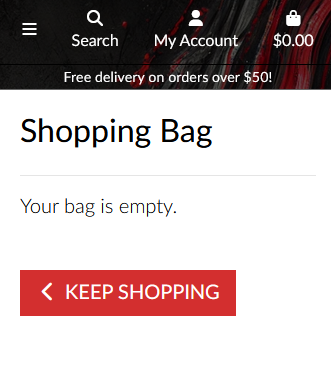 Search
My Account
$0.00
Free delivery on orders over $50!
Shopping Bag
Your bag is empty.
KEEP SHOPPING